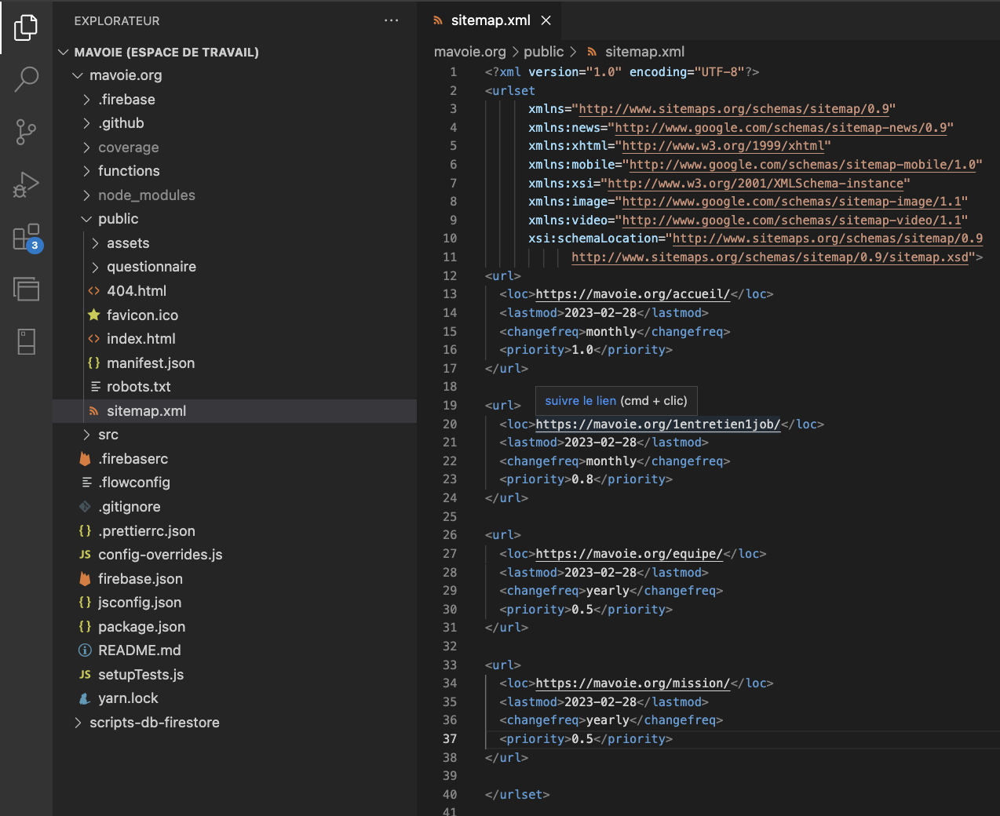 EXPLORATEUR
MAVOIE (ESPACE DE TRAVAIL)
mavoie.org
.firebase
.github
coverage
functions
node_modules
public
assets
questionnaire
<> 404.html
favicon.ico
<> index.html
{} manifest.json
robots.txt
sitemap.xml
src
.firebaserc
.flowconfig
.gitignore
{} .prettierrc.json
JS config-overrides.js
firebase.json
{} jsconfig.json
{} package.json
README.md
JS setupTests.js
yarn.lock
scripts-db-firestore
3
sitemap.xml
mavoie.org > public > sitemap.xml
1 <?xml version="1.0" encoding="UTF-8"?>
2 <urlset
3 xmlns="http://www.sitemaps.org/schemas/sitemap/0.9"
4 xmlns:news="http://www.google.com/schemas/sitemap-news/0.9"
5 xmlns:xhtml="http://www.w3.org/1999/xhtml"
6 xmlns:mobile="http://www.google.com/schemas/sitemap-mobile/1.0"
7 xmlns:xsi="http://www.w3.org/2001/XMLSchema-instance"
8 xmlns:image="http://www.google.com/schemas/sitemap-image/1.1"
9 xmlns:video="http://www.google.com/schemas/sitemap-video/1.1"
10 xsi:schemaLocation="http://www.sitemaps.org/schemas/sitemap/0.9
11 http://www.sitemaps.org/schemas/sitemap/0.9/sitemap.xsd">
12 <url>
13 <loc>https://mavoie.org/accueil/</loc>
14 <lastmod>2023-02-28</lastmod>
15 <changefreq>monthly</changefreq>
16 <priority>1.0</priority>
17 </url>
18
suivre le lien (cmd + clic)
19 <url>
20 <loc>https://mavoie.org/1entretien1job/</loc>
21 <lastmod>2023-02-28</lastmod>
22 <changefreq>monthly</changefreq>
23 <priority>0.8</priority>
24 </url>
25
26 <url>
27 <loc>https://mavoie.org/equipe/</loc>
28 <lastmod>2023-02-28</lastmod>
29 <changefreq>yearly</changefreq>
30 <priority>0.5</priority>
31 </url>
32
33 <url>
34 <loc>https://mavoie.org/mission/</loc>
35 <lastmod>2023-02-28</lastmod>
36 <changefreq>yearly</changefreq>
37 <priority>0.5</priority>
38 </url>
39
40 </urlset>
41